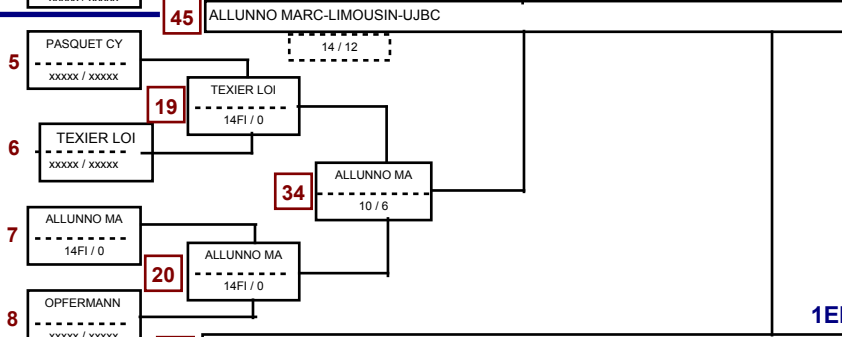 45
ALLUNNO MARC-LIMOUSIN-UJBC
14 / 12
5
PASQUET CY
xxxxx / xxxxx
19
TEXIER LOI
14FI / 0
6
TEXIER LOI
xxxxx / xxxxx
34
ALLUNNO MA
10 / 6
7
ALLUNNO MA
14FI / 0
20
ALLUNNO MA
14FI / 0
8
OPFERMANN
xxxxx / xxxxx